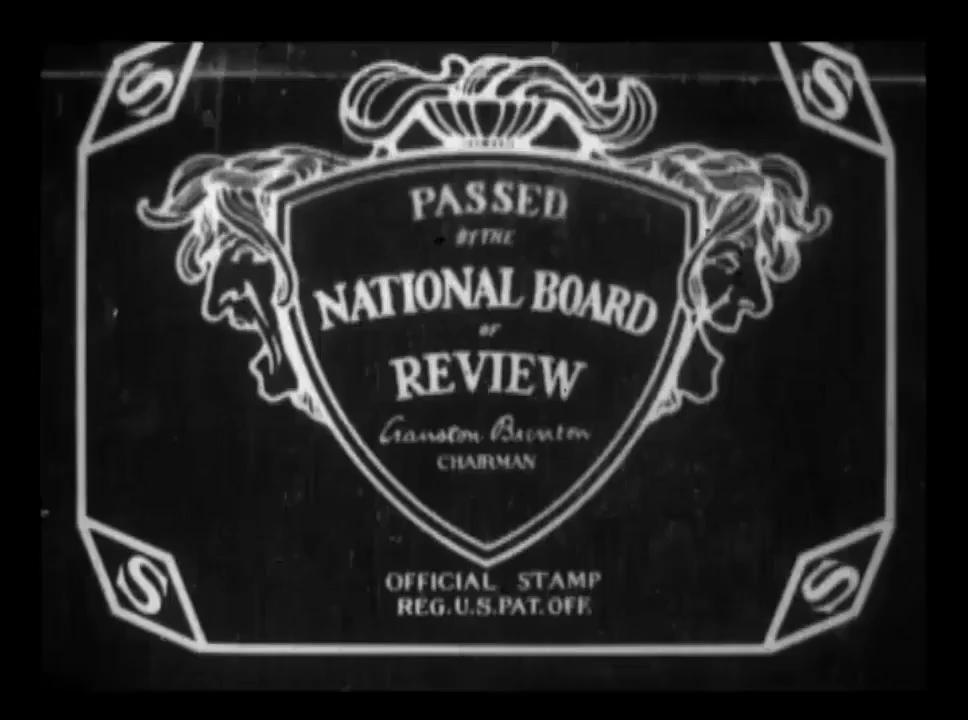 S S
PASSED
BY THE
NATIONAL BOARD
OF
REVIEW
Cranston Brenton
CHAIRMAN
OFFICIAL STAMP
REG. U.S. PAT. OFF.
S S